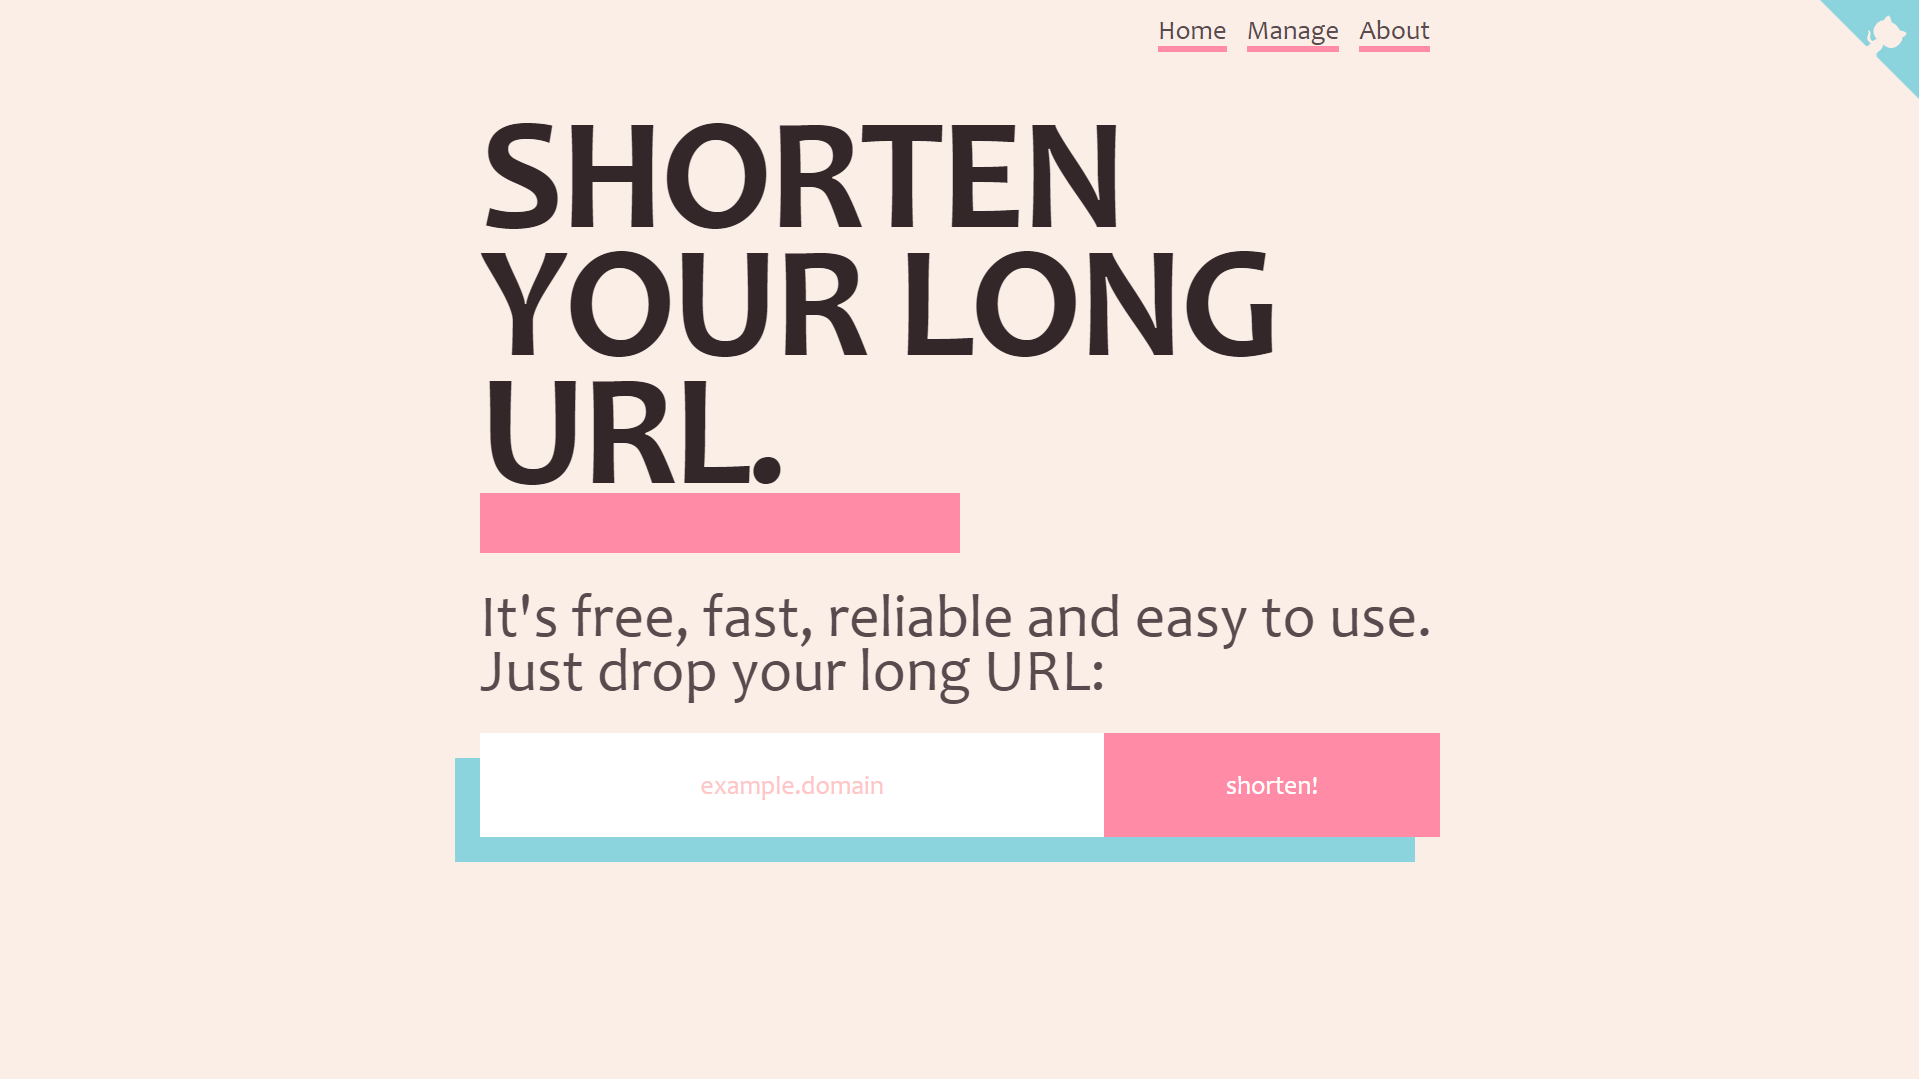 Home Manage About
SHORTEN
YOUR LONG
URL.
It's free, fast, reliable and easy to use.
Just drop your long URL:
example.domain shorten!